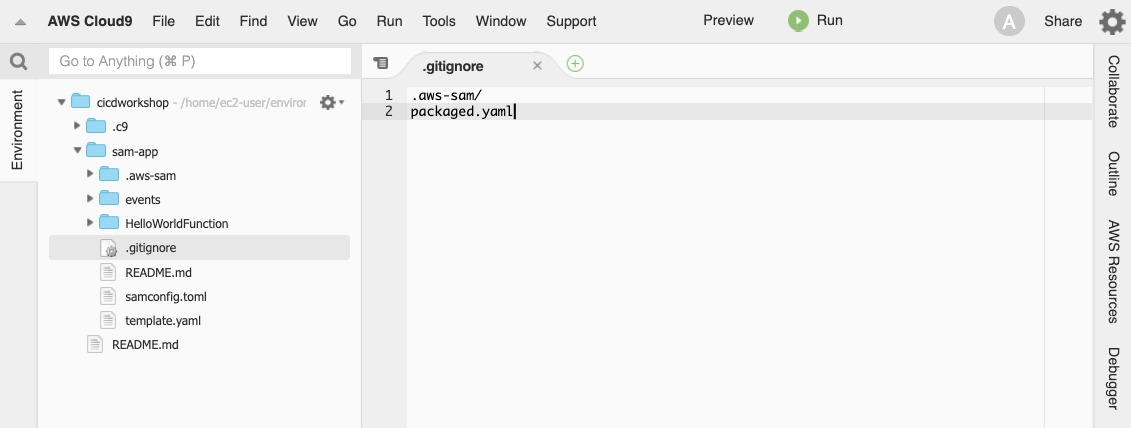 AWS Cloud9 File Edit Find View Go Run Tools Window Support Preview Run A Share
Go to Anything (⌘ P)
Environment
cicdworkshop - /home/ec2-user/environ
.c9
sam-app
.aws-sam
events
HelloWorldFunction
.gitignore
README.md
samconfig.toml
template.yaml
README.md
.gitignore
1 .aws-sam/
2 packaged.yaml
Collaborate
Outline
AWS Resources
Debugger